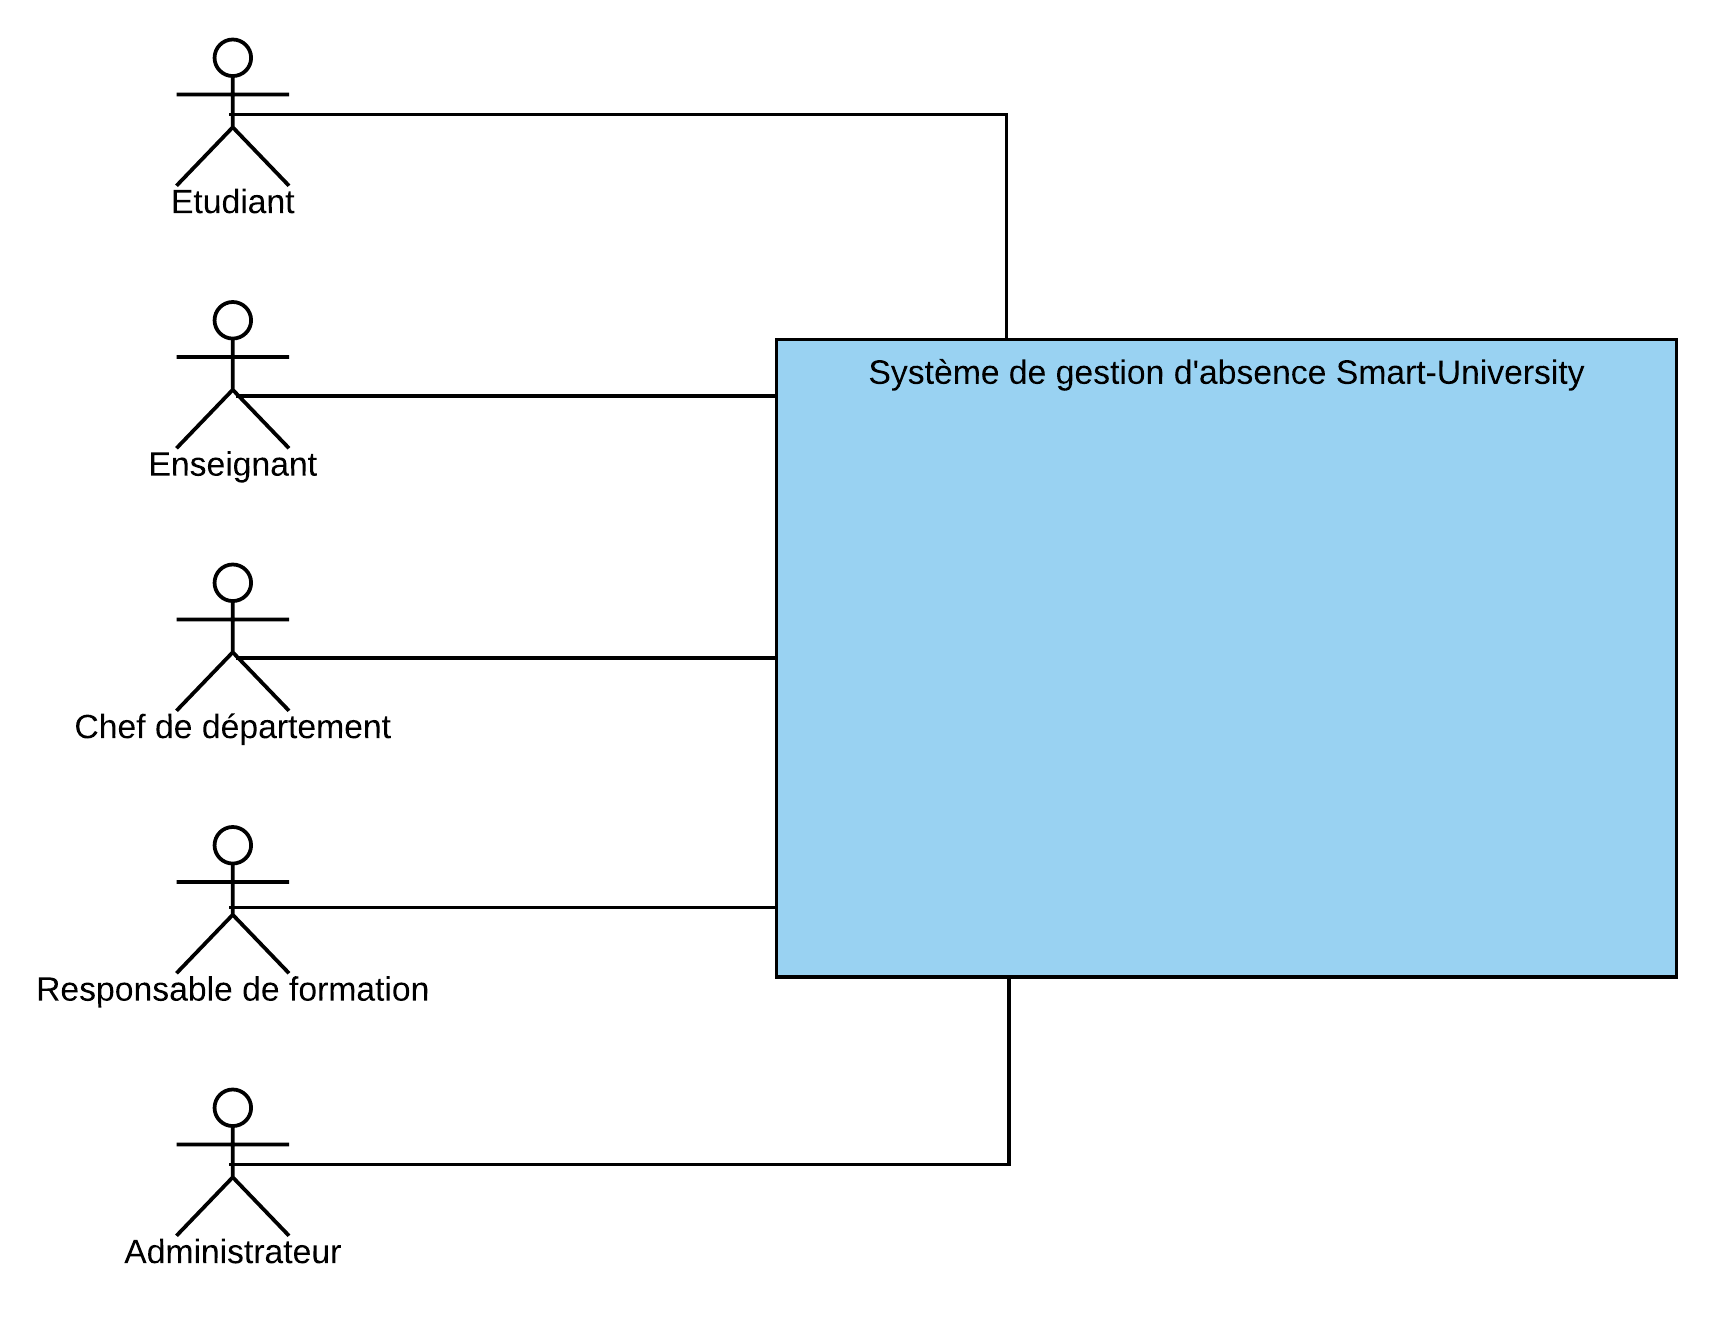 Etudiant
Système de gestion d'absence Smart-University
Enseignant
Chef de département
Responsable de formation
Administrateur